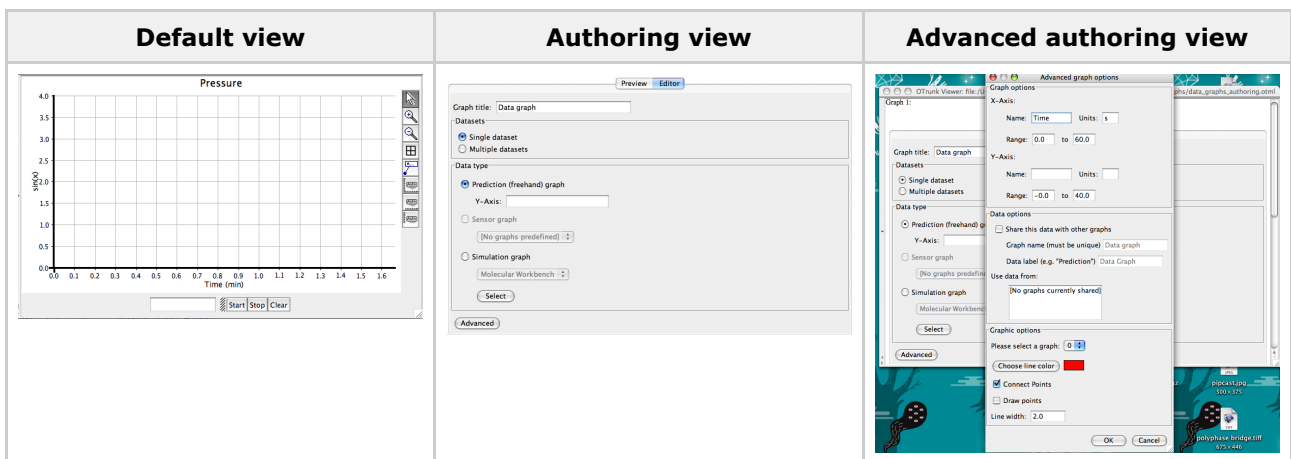 Default view
Authoring view
Advanced authoring view
Pressure
4.0
3.5
3.0
2.5
2.0
1.5
1.0
0.5
0.0
sin(x)
0.0 0.1 0.2 0.3 0.4 0.5 0.6 0.7 0.8 0.9 1.0 1.1 1.2 1.3 1.4 1.5 1.6
Time (min)
Start Stop Clear
Preview Editor
Graph title: Data graph
Datasets
Single dataset
Multiple datasets
Data type
Prediction (freehand) graph
Y-Axis:
Sensor graph
[No graphs predefined]
Simulation graph
Molecular Workbench
Select
Advanced
OTrunk Viewer: file:/U
phs/data_graphs_authoring.otml
Graph 1:
Graph title: Data graph
Datasets
Single dataset
Multiple datasets
Data type
Prediction (freehand) g
Y-Axis:
Sensor graph
[No graphs predefin
Simulation graph
Molecular Workbenc
Select
Advanced
Advanced graph options
Graph options
X-Axis:
Name: Time Units: s
Range: 0.0 to 60.0
Y-Axis:
Name: Units:
Range: -0.0 to 40.0
Data options
Share this data with other graphs
Graph name (must be unique) Data graph
Data label (e.g. "Prediction") Data Graph
Use data from:
[No graphs currently shared]
Graphic options
Please select a graph: 0
Choose line color
Connect Points
Draw points
Line width: 2.0
OK Cancel
JPEG
pipcast.jpg
500 × 375
TIFF
polyphase bridge.tiff
675 × 446